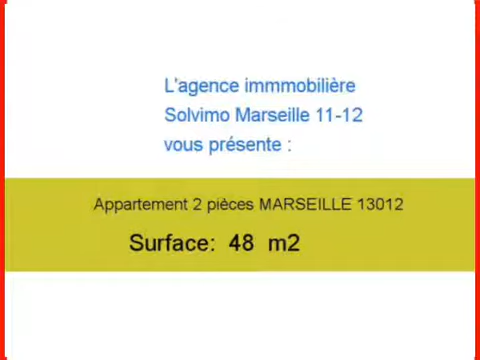 L'agence immmobilière
Solvimo Marseille 11-12
vous présente :
Appartement 2 pièces MARSEILLE 13012
Surface: 48 m2